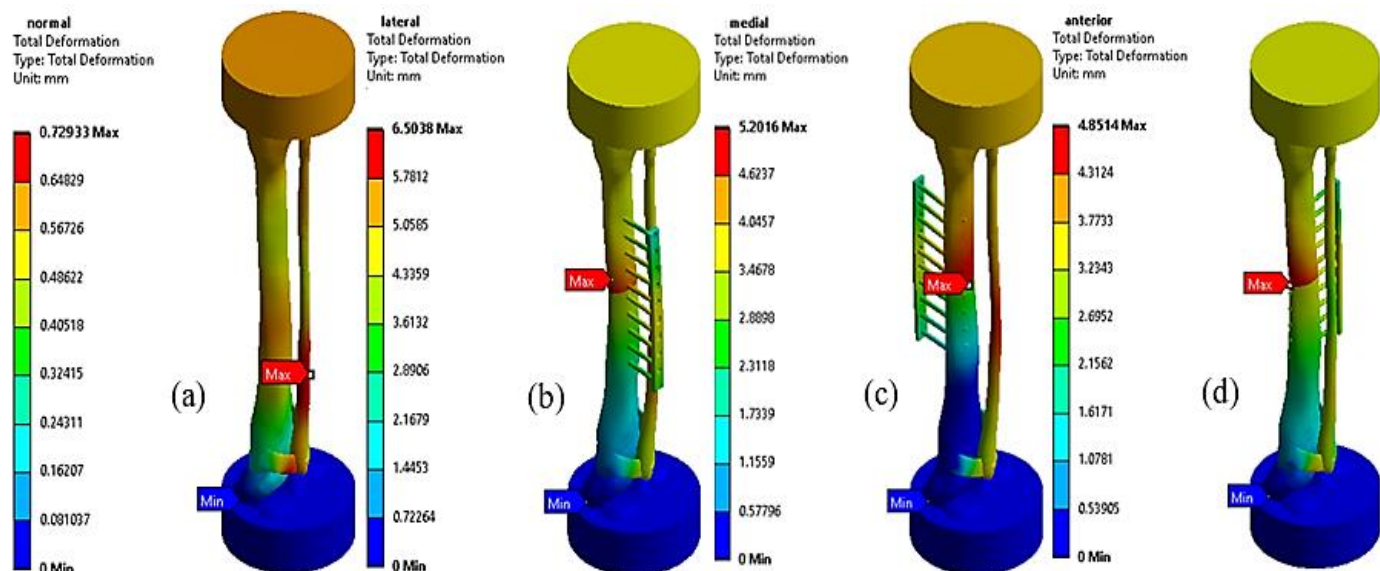 normal
Total Deformation
Type: Total Deformation
Unit: mm
0.72933 Max
0.64829
0.56726
0.48622
0.40518
0.32415
0.24311
0.16207
0.081037
0 Min
Max
Min
(a)
lateral
Total Deformation
Type: Total Deformation
Unit: mm
6.5038 Max
5.7812
5.0585
4.3359
3.6132
2.8906
2.1679
1.4453
0.72264
0 Min
Max
Min
(b)
medial
Total Deformation
Type: Total Deformation
Unit: mm
5.2016 Max
4.6237
4.0457
3.4678
2.8898
2.3118
1.7339
1.1559
0.57796
0 Min
Max
Min
(c)
anterior
Total Deformation
Type: Total Deformation
Unit: mm
4.8514 Max
4.3124
3.7733
3.2343
2.6952
2.1562
1.6171
1.0781
0.53905
0 Min
Max
Min
(d)